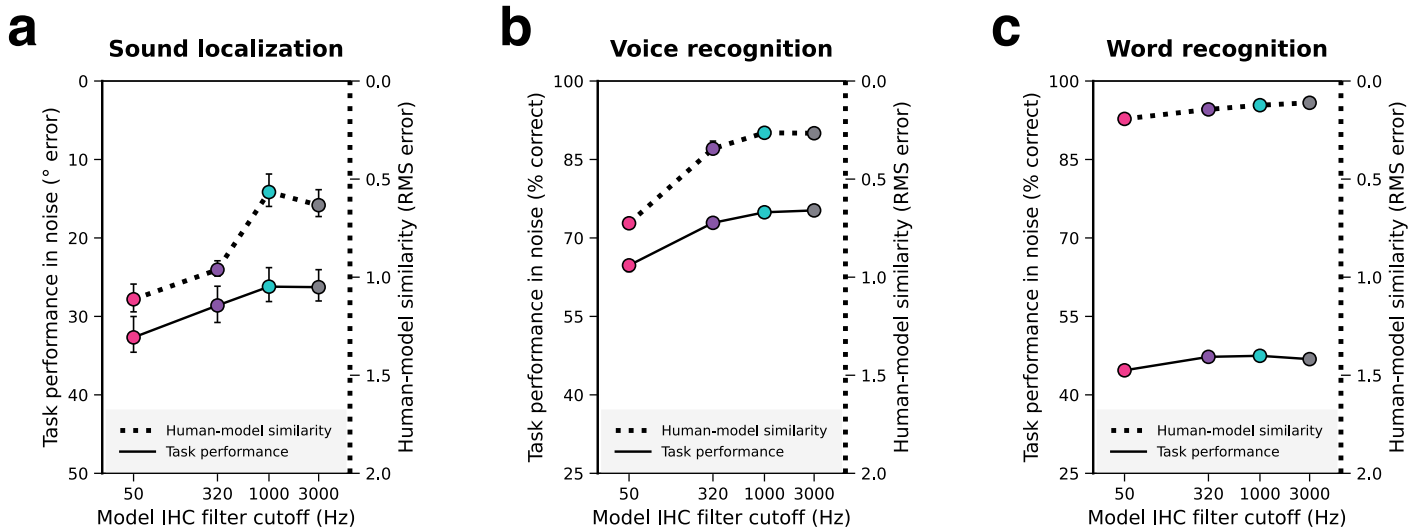 a
Sound localization
Task performance in noise (° error)
0
10
20
30
40
50
0.0
0.5
1.0
1.5
2.0
Human-model similarity (RMS error)
Human-model similarity
Task performance
50 320 1000 3000
Model IHC filter cutoff (Hz)
b
Voice recognition
Task performance in noise (% correct)
100
85
70
55
40
25
0.0
0.5
1.0
1.5
2.0
Human-model similarity (RMS error)
Human-model similarity
Task performance
50 320 1000 3000
Model IHC filter cutoff (Hz)
c
Word recognition
Task performance in noise (% correct)
100
85
70
55
40
25
0.0
0.5
1.0
1.5
2.0
Human-model similarity (RMS error)
Human-model similarity
Task performance
50 320 1000 3000
Model IHC filter cutoff (Hz)